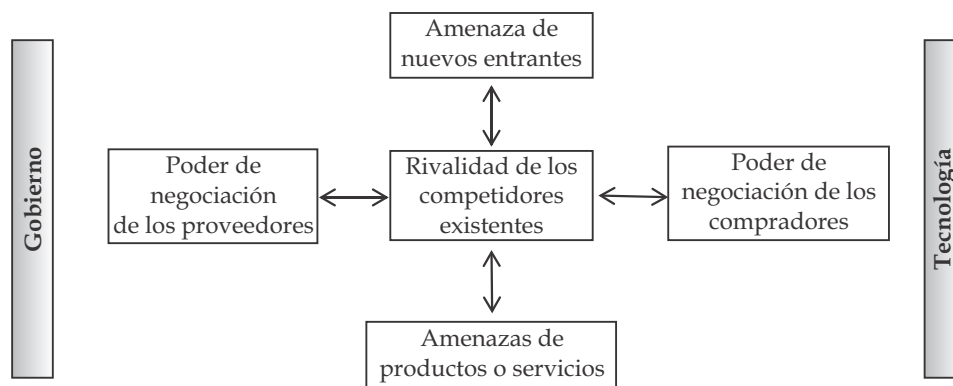 Amenaza de
nuevos entrantes
Gobierno
Poder de
negociación
de los proveedores
Rivalidad de los
competidores
existentes
Poder de
negociación de los
compradores
Tecnología
Amenazas de
productos o servicios